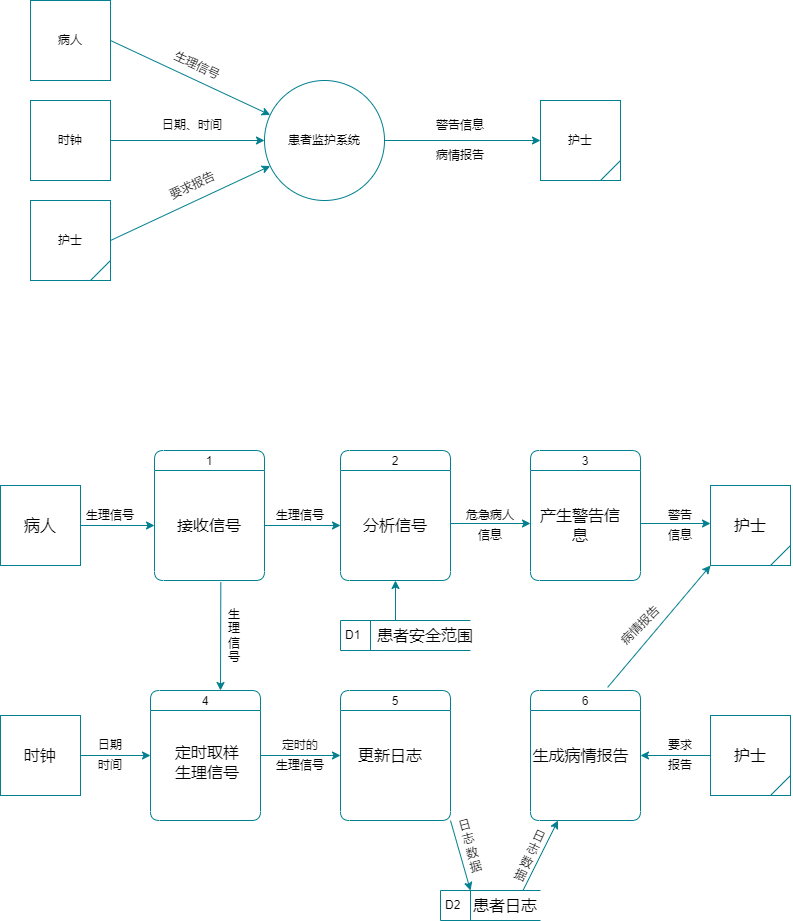 病人
生理信号
时钟
日期、时间
患者监护系统
警告信息
病情报告
护士
要求报告
护士
1
2
3
病人
生理信号
接收信号
生理信号
分析信号
危急病人
信息
产生警告信
息
警告
信息
护士
生理信号
D1
患者安全范围
病情报告
4
5
6
时钟
日期
时间
定时取样
生理信号
定时的
生理信号
更新日志
生成病情报告
要求
报告
护士
日志数据
日志数据
D2
患者日志